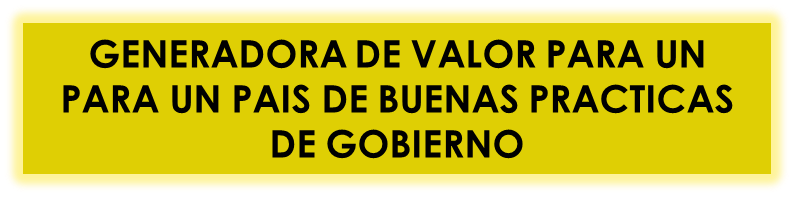 GENERADORA DE VALOR PARA UN
PARA UN PAIS DE BUENAS PRACTICAS
DE GOBIERNO